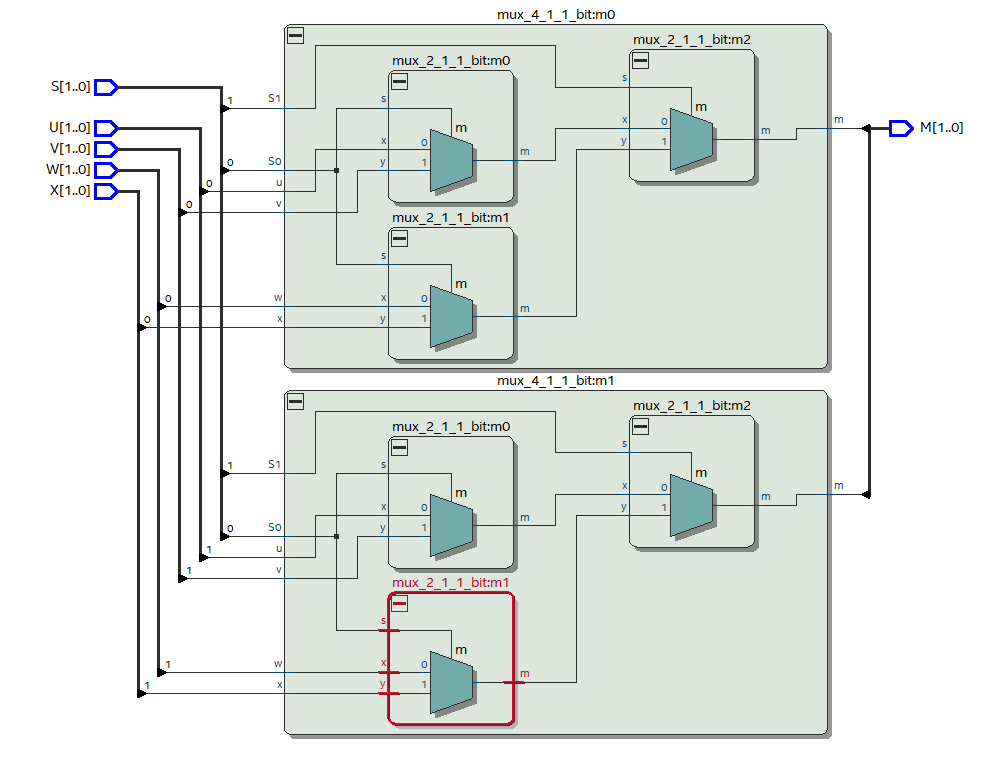 mux_4_1_1_bit:m0
mux_2_1_1_bit:m2
mux_2_1_1_bit:m0
S[1..0]
1
S1
s
s
m
m
U[1..0]
V[1..0]
W[1..0]
X[1..0]
x
0
y
1
m
m
M[1..0]
x
0
y
1
m
0
S0
0
u
0
v
mux_2_1_1_bit:m1
s
m
0
w
x
0
0
x
y
1
m
mux_4_1_1_bit:m1
mux_2_1_1_bit:m2
mux_2_1_1_bit:m0
s
1
S1
s
m
m
x
0
y
1
m
m
x
0
y
1
m
0
S0
1
u
1
v
mux_2_1_1_bit:m1
s
m
1
w
x
0
1
x
y
1
m